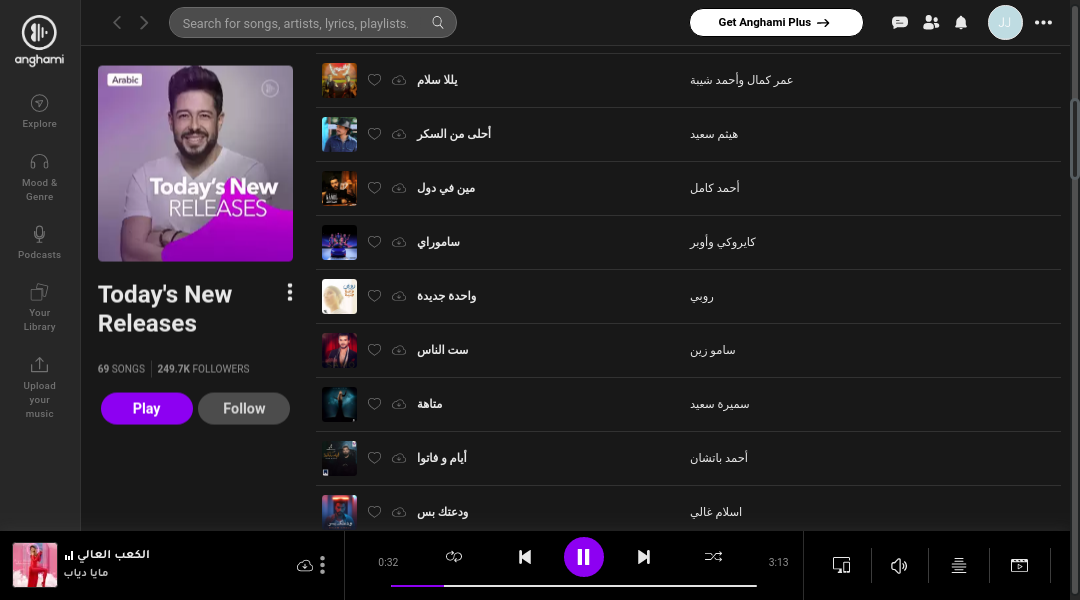 anghami
Explore
Mood &
Genre
Podcasts
Your
Library
Upload
your
music
Search for songs, artists, lyrics, playlists.
Get Anghami Plus
JJ
Arabic
Today's New
RELEASES
Today's New
Releases
69 SONGS 249.7K FOLLOWERS
Play
Follow
يللا سلام
عمر كمال وأحمد شيبة
أحلى من السكر
هيثم سعيد
مين في دول
أحمد كامل
ساموراي
كايروكي وأوبر
واحدة جديدة
روبي
ست الناس
سامو زين
متاهة
سميرة سعيد
أيام و فاتوا
أحمد باتشان
ودعتك بس
اسلام غالي
الكعب العالي
مايا دياب
0:32
3:13